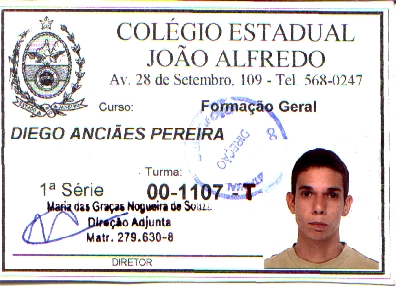 COLÉGIO ESTADUAL
JOÃO ALFREDO
Av. 28 de Setembro, 109 - Tel 568-0247
Curso: Formação Geral
DIEGO ANCIÃES PEREIRA
DIREÇÃO
Turma:
1ª Série 00-1107 - T
Maria das Graças Nogueira de Souza
Direção Adjunta
Matr. 279.630-8
DIRETOR